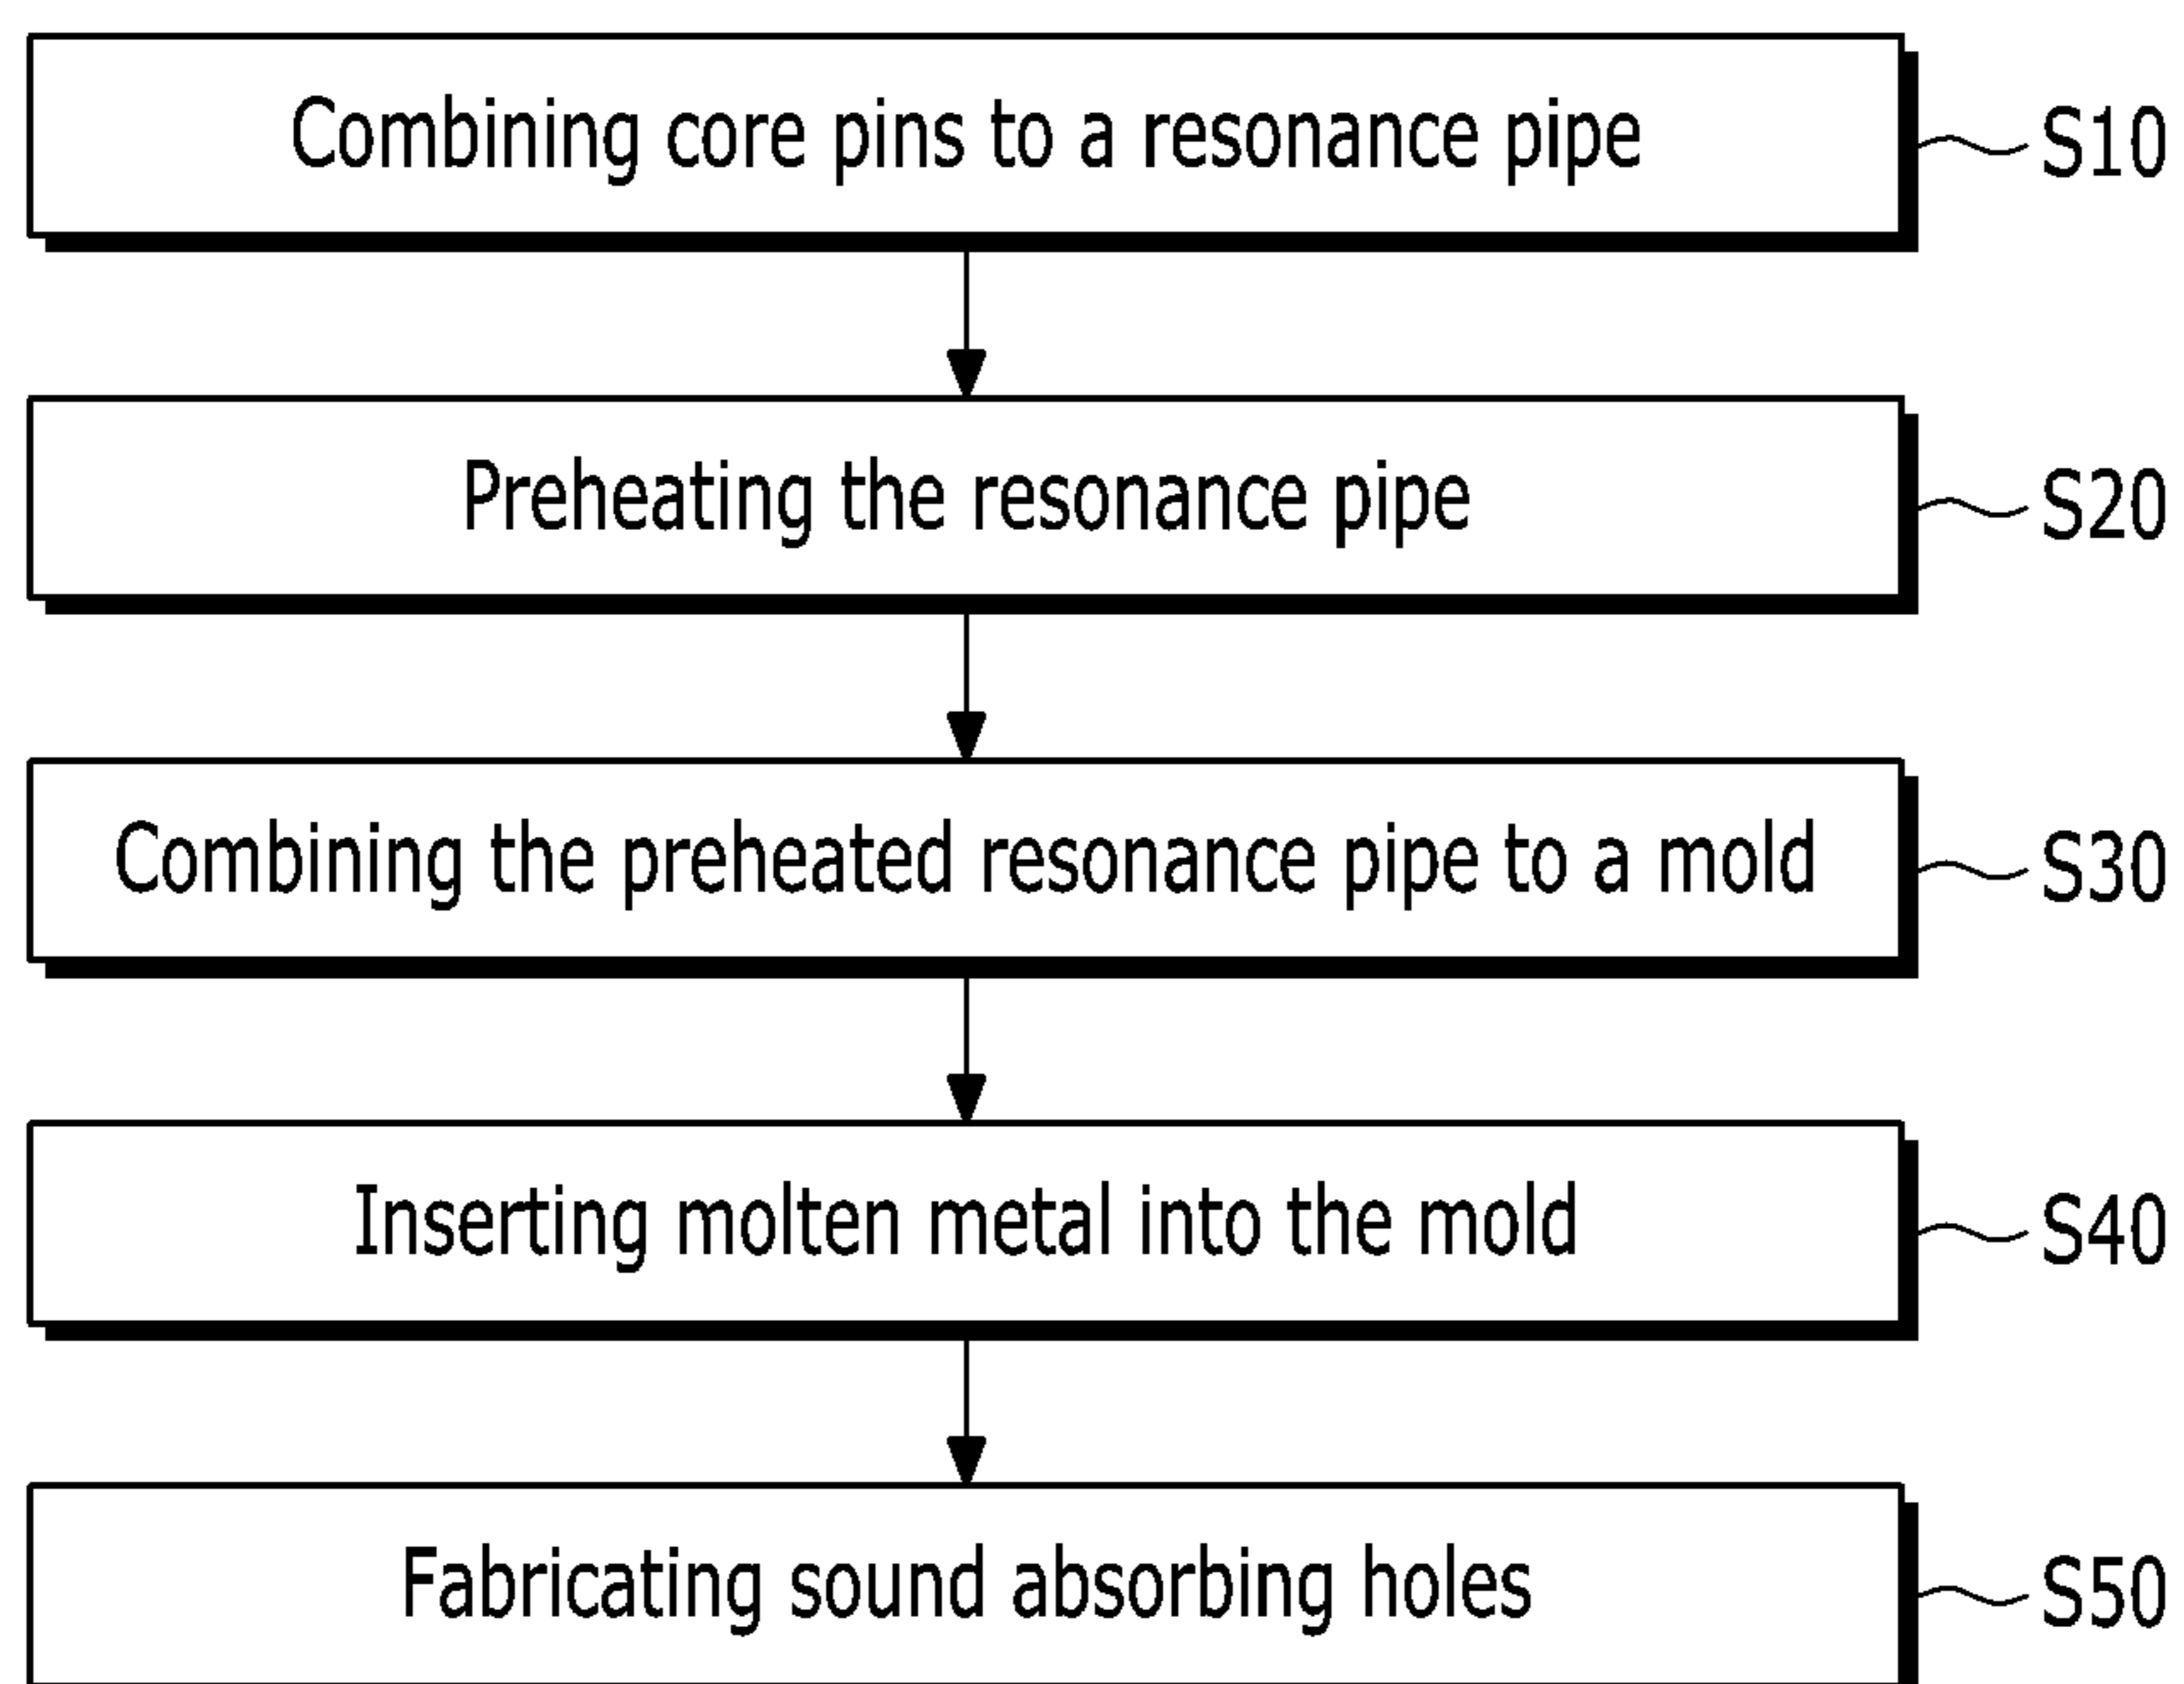 Combining core pins to a resonance pipe
S10
Preheating the resonance pipe
S20
Combining the preheated resonance pipe to a mold
S30
Inserting molten metal into the mold
S40
Fabricating sound absorbing holes
S50